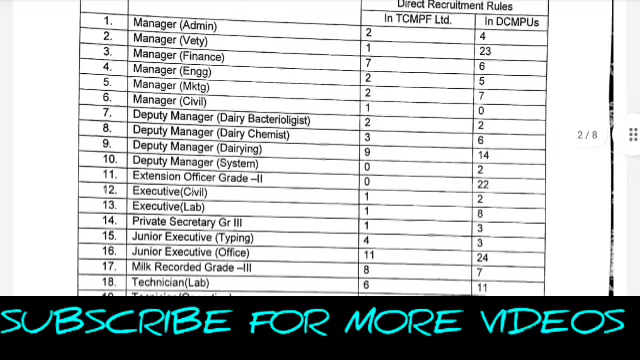 Direct Recruitment Rules
In TCMPF Ltd. In DCMPUs
1. Manager (Admin) 2 4
2. Manager (Vety) 1 23
3. Manager (Finance) 7 6
4. Manager (Engg) 2 5
5. Manager (Mktg) 2 7
6. Manager (Civil) 1 0
7. Deputy Manager (Dairy Bacterioligist) 2 2
8. Deputy Manager (Dairy Chemist) 3 6
9. Deputy Manager (Dairying) 9 14
10. Deputy Manager (System) 0 2
11. Extension Officer Grade –II 0 22
12. Executive(Civil) 1 2
13. Executive(Lab) 1 8
14. Private Secretary Gr III 1 3
15. Junior Executive (Typing) 4 3
16. Junior Executive (Office) 11 24
17. Milk Recorded Grade –III 8 7
18. Technician(Lab) 6 11
2 / 8
SUBSCRIBE FOR MORE VIDEOS